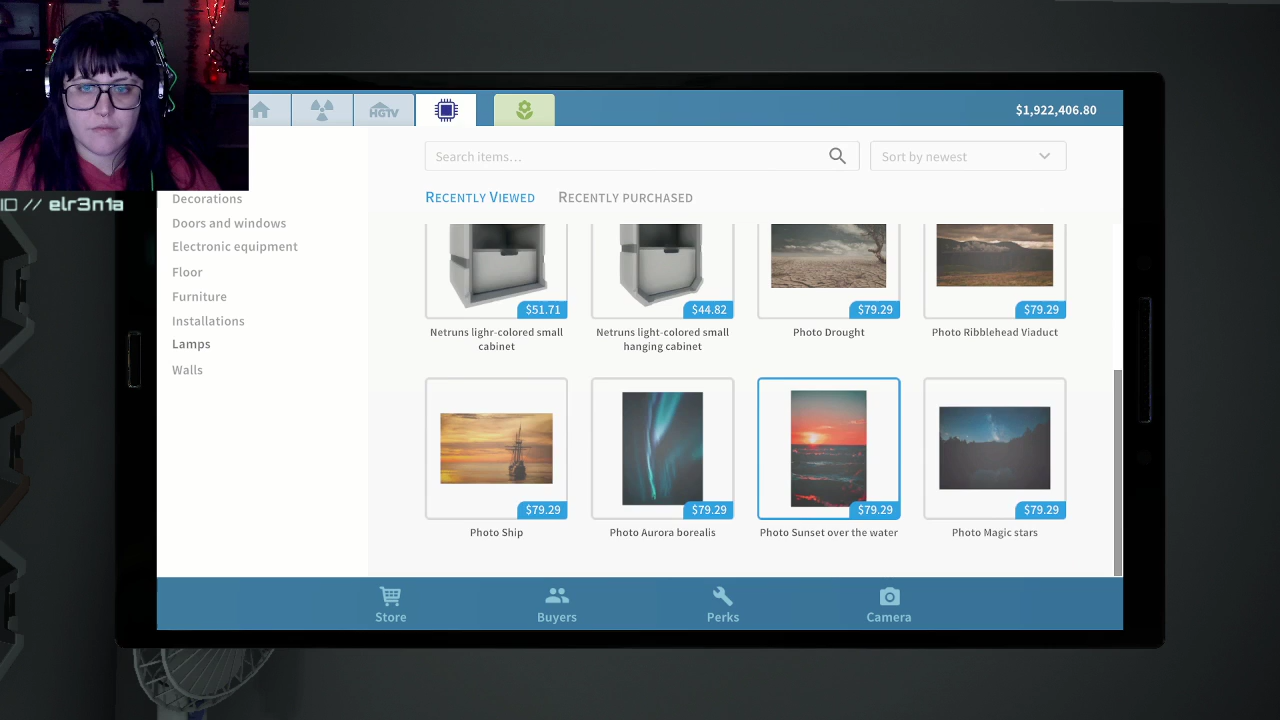 HGTV
$1,922,406.80
Search items...
Sort by newest
ID // elr3n1a
RECENTLY VIEWED
RECENTLY PURCHASED
Decorations
Doors and windows
Electronic equipment
Floor
Furniture
Installations
Lamps
Walls
$51.71
$44.82
$79.29
$79.29
Netruns lighr-colored small
cabinet
Netruns light-colored small
hanging cabinet
Photo Drought
Photo Ribblehead Viaduct
$79.29
$79.29
$79.29
$79.29
Photo Ship
Photo Aurora borealis
Photo Sunset over the water
Photo Magic stars
Store
Buyers
Perks
Camera